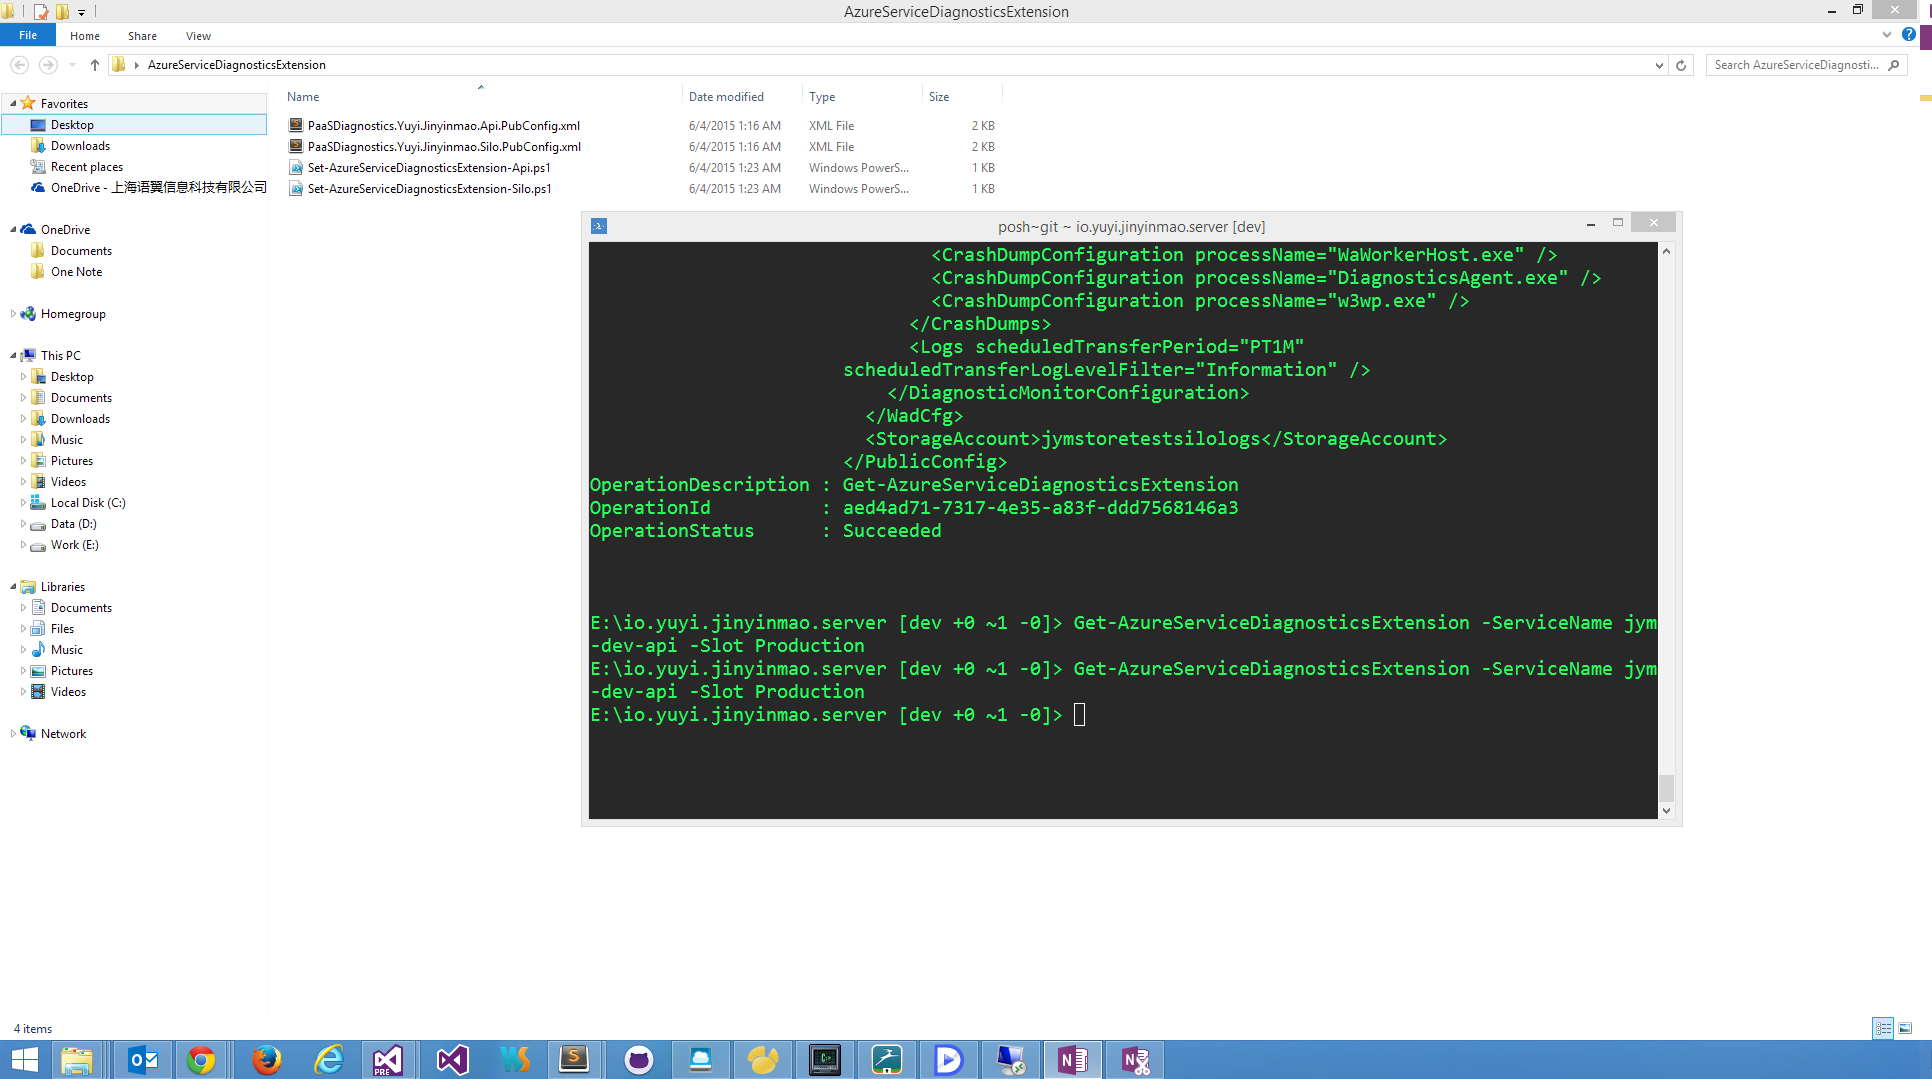 AzureServiceDiagnosticsExtension
File Home Share View
AzureServiceDiagnosticsExtension
Search AzureServiceDiagnosti...
Name Date modified Type Size
PaaSDiagnostics.Yuyi.Jinyinmao.Api.PubConfig.xml 6/4/2015 1:16 AM XML File 2 KB
PaaSDiagnostics.Yuyi.Jinyinmao.Silo.PubConfig.xml 6/4/2015 1:16 AM XML File 2 KB
Set-AzureServiceDiagnosticsExtension-Api.ps1 6/4/2015 1:23 AM Windows PowerS... 1 KB
Set-AzureServiceDiagnosticsExtension-Silo.ps1 6/4/2015 1:23 AM Windows PowerS... 1 KB
Favorites
Desktop
Downloads
Recent places
OneDrive - 上海语翼信息科技有限公司
OneDrive
Documents
One Note
Homegroup
This PC
Desktop
Documents
Downloads
Music
Pictures
Videos
Local Disk (C:)
Data (D:)
Work (E:)
Libraries
Documents
Files
Music
Pictures
Videos
Network
posh~git ~ io.yuyi.jinyinmao.server [dev]
<CrashDumpConfiguration processName="WaWorkerHost.exe" />
<CrashDumpConfiguration processName="DiagnosticsAgent.exe" />
<CrashDumpConfiguration processName="w3wp.exe" />
</CrashDumps>
<Logs scheduledTransferPeriod="PT1M"
scheduledTransferLogLevelFilter="Information" />
</DiagnosticMonitorConfiguration>
</WadCfg>
<StorageAccount>jymstoretestsilologs</StorageAccount>
</PublicConfig>
OperationDescription : Get-AzureServiceDiagnosticsExtension
OperationId : aed4ad71-7317-4e35-a83f-ddd7568146a3
OperationStatus : Succeeded
E:\io.yuyi.jinyinmao.server [dev +0 ~1 -0]> Get-AzureServiceDiagnosticsExtension -ServiceName jym
-dev-api -Slot Production
E:\io.yuyi.jinyinmao.server [dev +0 ~1 -0]> Get-AzureServiceDiagnosticsExtension -ServiceName jym
-dev-api -Slot Production
E:\io.yuyi.jinyinmao.server [dev +0 ~1 -0]>
4 items